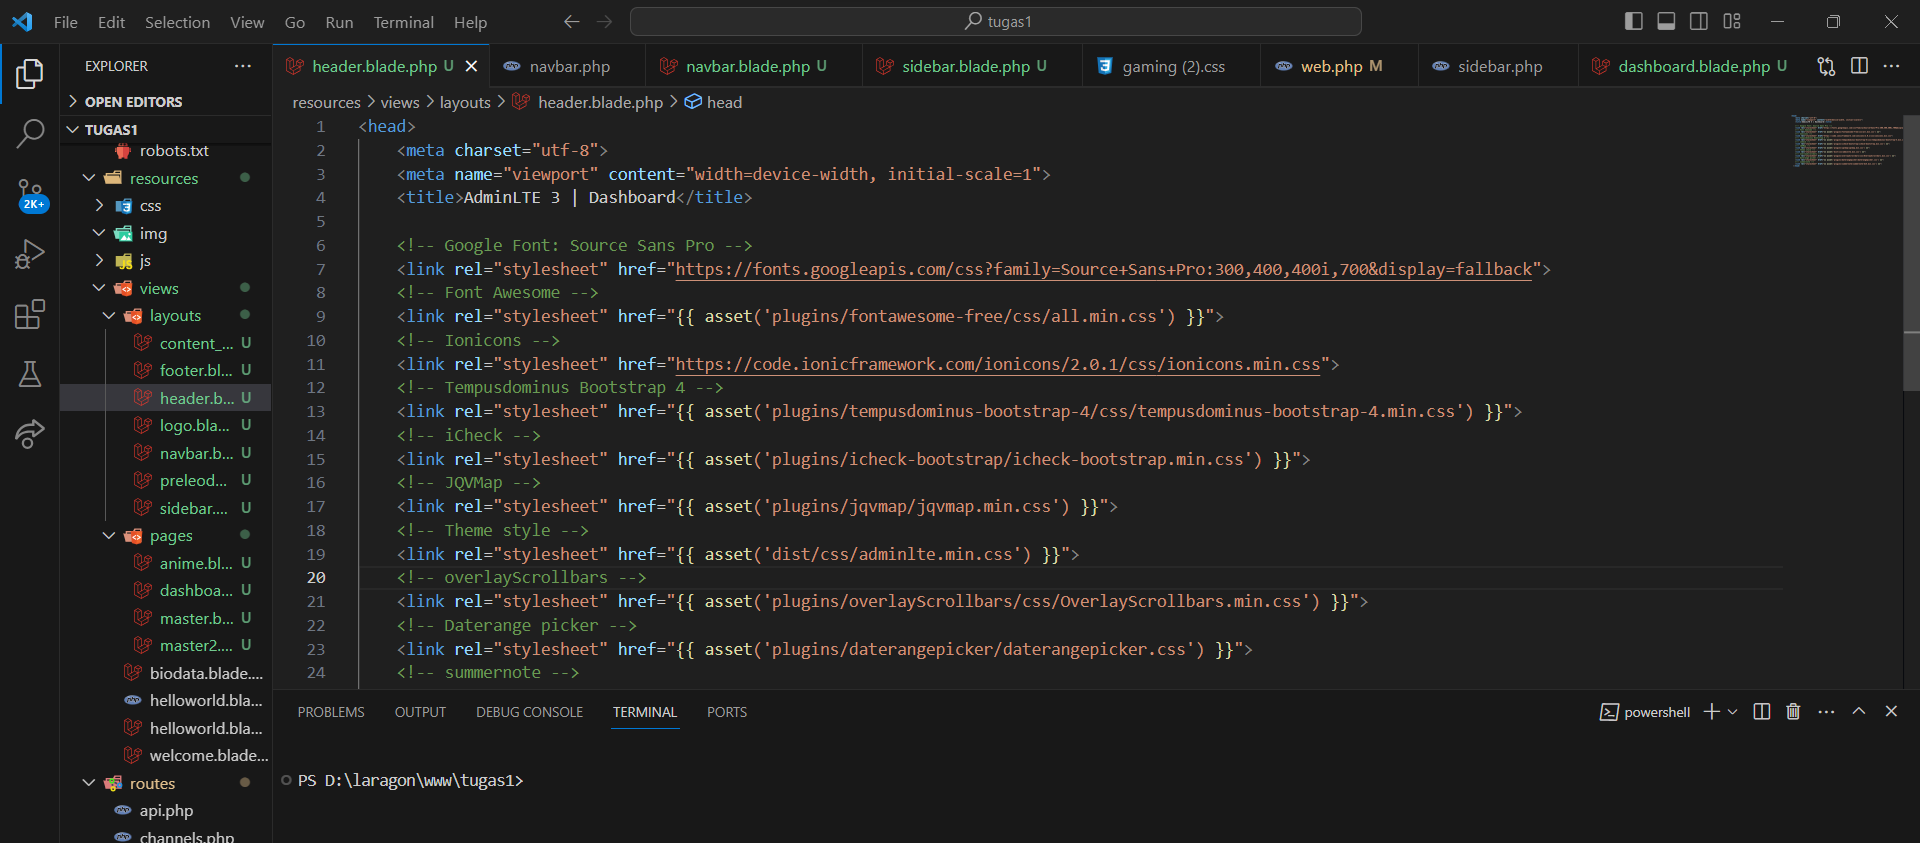 File Edit Selection View Go Run Terminal Help
tugas1
EXPLORER
OPEN EDITORS
TUGAS1
robots.txt
resources
css
img
js
views
layouts
content_... U
footer.bl... U
header.b... U
logo.bla... U
navbar.b... U
preleod... U
sidebar.... U
pages
anime.bl... U
dashboa... U
master.b... U
master2.... U
biodata.blade....
helloworld.bla...
helloworld.bla...
welcome.blade...
routes
api.php
channels.php
2K+
header.blade.php U
navbar.php
navbar.blade.php U
sidebar.blade.php U
gaming (2).css
web.php M
sidebar.php
dashboard.blade.php U
resources > views > layouts > header.blade.php > head
1 <head>
2 <meta charset="utf-8">
3 <meta name="viewport" content="width=device-width, initial-scale=1">
4 <title>AdminLTE 3 | Dashboard</title>
5
6 <!-- Google Font: Source Sans Pro -->
7 <link rel="stylesheet" href="https://fonts.googleapis.com/css?family=Source+Sans+Pro:300,400,400i,700&display=fallback">
8 <!-- Font Awesome -->
9 <link rel="stylesheet" href="{{ asset('plugins/fontawesome-free/css/all.min.css') }}">
10 <!-- Ionicons -->
11 <link rel="stylesheet" href="https://code.ionicframework.com/ionicons/2.0.1/css/ionicons.min.css">
12 <!-- Tempusdominus Bootstrap 4 -->
13 <link rel="stylesheet" href="{{ asset('plugins/tempusdominus-bootstrap-4/css/tempusdominus-bootstrap-4.min.css') }}">
14 <!-- iCheck -->
15 <link rel="stylesheet" href="{{ asset('plugins/icheck-bootstrap/icheck-bootstrap.min.css') }}">
16 <!-- JQVMap -->
17 <link rel="stylesheet" href="{{ asset('plugins/jqvmap/jqvmap.min.css') }}">
18 <!-- Theme style -->
19 <link rel="stylesheet" href="{{ asset('dist/css/adminlte.min.css') }}">
20 <!-- overlayScrollbars -->
21 <link rel="stylesheet" href="{{ asset('plugins/overlayScrollbars/css/OverlayScrollbars.min.css') }}">
22 <!-- Daterange picker -->
23 <link rel="stylesheet" href="{{ asset('plugins/daterangepicker/daterangepicker.css') }}">
24 <!-- summernote -->
PROBLEMS OUTPUT DEBUG CONSOLE TERMINAL PORTS
powershell
PS D:\laragon\www\tugas1>